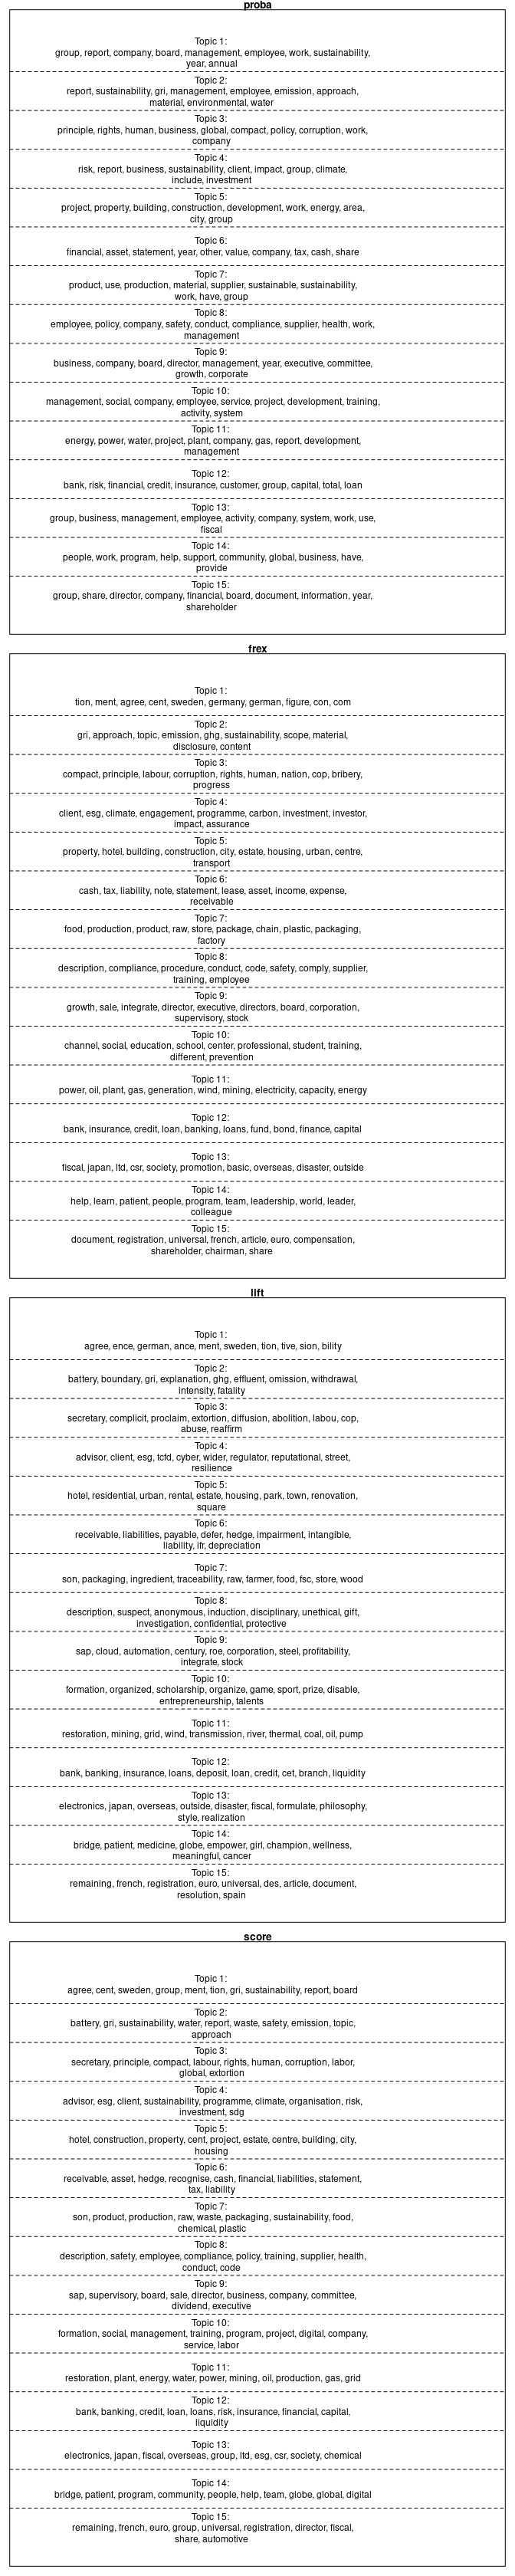 proba
Topic 1:
group, report, company, board, management, employee, work, sustainability,
year, annual
Topic 2:
report, sustainability, gri, management, employee, emission, approach,
material, environmental, water
Topic 3:
principle, rights, human, business, global, compact, policy, corruption, work,
company
Topic 4:
risk, report, business, sustainability, client, impact, group, climate,
include, investment
Topic 5:
project, property, building, construction, development, work, energy, area,
city, group
Topic 6:
financial, asset, statement, year, other, value, company, tax, cash, share
Topic 7:
product, use, production, material, supplier, sustainable, sustainability,
work, have, group
Topic 8:
employee, policy, company, safety, conduct, compliance, supplier, health, work,
management
Topic 9:
business, company, board, director, management, year, executive, committee,
growth, corporate
Topic 10:
management, social, company, employee, service, project, development, training,
activity, system
Topic 11:
energy, power, water, project, plant, company, gas, report, development,
management
Topic 12:
bank, risk, financial, credit, insurance, customer, group, capital, total, loan
Topic 13:
group, business, management, employee, activity, company, system, work, use,
fiscal
Topic 14:
people, work, program, help, support, community, global, business, have,
provide
Topic 15:
group, share, director, company, financial, board, document, information, year,
shareholder
frex
Topic 1:
tion, ment, agree, cent, sweden, germany, german, figure, con, com
Topic 2:
gri, approach, topic, emission, ghg, sustainability, scope, material,
disclosure, content
Topic 3:
compact, principle, labour, corruption, rights, human, nation, cop, bribery,
progress
Topic 4:
client, esg, climate, engagement, programme, carbon, investment, investor,
impact, assurance
Topic 5:
property, hotel, building, construction, city, estate, housing, urban, centre,
transport
Topic 6:
cash, tax, liability, note, statement, lease, asset, income, expense,
receivable
Topic 7:
food, production, product, raw, store, package, chain, plastic, packaging,
factory
Topic 8:
description, compliance, procedure, conduct, code, safety, comply, supplier,
training, employee
Topic 9:
growth, sale, integrate, director, executive, directors, board, corporation,
supervisory, stock
Topic 10:
channel, social, education, school, center, professional, student, training,
different, prevention
Topic 11:
power, oil, plant, gas, generation, wind, mining, electricity, capacity, energy
Topic 12:
bank, insurance, credit, loan, banking, loans, fund, bond, finance, capital
Topic 13:
fiscal, japan, ltd, csr, society, promotion, basic, overseas, disaster, outside
Topic 14:
help, learn, patient, people, program, team, leadership, world, leader,
colleague
Topic 15:
document, registration, universal, french, article, euro, compensation,
shareholder, chairman, share
lift
Topic 1:
agree, ence, german, ance, ment, sweden, tion, tive, sion, bility
Topic 2:
battery, boundary, gri, explanation, ghg, effluent, omission, withdrawal,
intensity, fatality
Topic 3:
secretary, complicit, proclaim, extortion, diffusion, abolition, labou, cop,
abuse, reaffirm
Topic 4:
advisor, client, esg, tcfd, cyber, wider, regulator, reputational, street,
resilience
Topic 5:
hotel, residential, urban, rental, estate, housing, park, town, renovation,
square
Topic 6:
receivable, liabilities, payable, defer, hedge, impairment, intangible,
liability, ifr, depreciation
Topic 7:
son, packaging, ingredient, traceability, raw, farmer, food, fsc, store, wood
Topic 8:
description, suspect, anonymous, induction, disciplinary, unethical, gift,
investigation, confidential, protective
Topic 9:
sap, cloud, automation, century, roe, corporation, steel, profitability,
integrate, stock
Topic 10:
formation, organized, scholarship, organize, game, sport, prize, disable,
entrepreneurship, talents
Topic 11:
restoration, mining, grid, wind, transmission, river, thermal, coal, oil, pump
Topic 12:
bank, banking, insurance, loans, deposit, loan, credit, cet, branch, liquidity
Topic 13:
electronics, japan, overseas, outside, disaster, fiscal, formulate, philosophy,
style, realization
Topic 14:
bridge, patient, medicine, globe, empower, girl, champion, wellness,
meaningful, cancer
Topic 15:
remaining, french, registration, euro, universal, des, article, document,
resolution, spain
score
Topic 1:
agree, cent, sweden, group, ment, tion, gri, sustainability, report, board
Topic 2:
battery, gri, sustainability, water, report, waste, safety, emission, topic,
approach
Topic 3:
secretary, principle, compact, labour, rights, human, corruption, labor,
global, extortion
Topic 4:
advisor, esg, client, sustainability, programme, climate, organisation, risk,
investment, sdg
Topic 5:
hotel, construction, property, cent, project, estate, centre, building, city,
housing
Topic 6:
receivable, asset, hedge, recognise, cash, financial, liabilities, statement,
tax, liability
Topic 7:
son, product, production, raw, waste, packaging, sustainability, food,
chemical, plastic
Topic 8:
description, safety, employee, compliance, policy, training, supplier, health,
conduct, code
Topic 9:
sap, supervisory, board, sale, director, business, company, committee,
dividend, executive
Topic 10:
formation, social, management, training, program, project, digital, company,
service, labor
Topic 11:
restoration, plant, energy, water, power, mining, oil, production, gas, grid
Topic 12:
bank, banking, credit, loan, loans, risk, insurance, financial, capital,
liquidity
Topic 13:
electronics, japan, fiscal, overseas, group, ltd, esg, csr, society, chemical
Topic 14:
bridge, patient, program, community, people, help, team, globe, global, digital
Topic 15:
remaining, french, euro, group, universal, registration, director, fiscal,
share, automotive